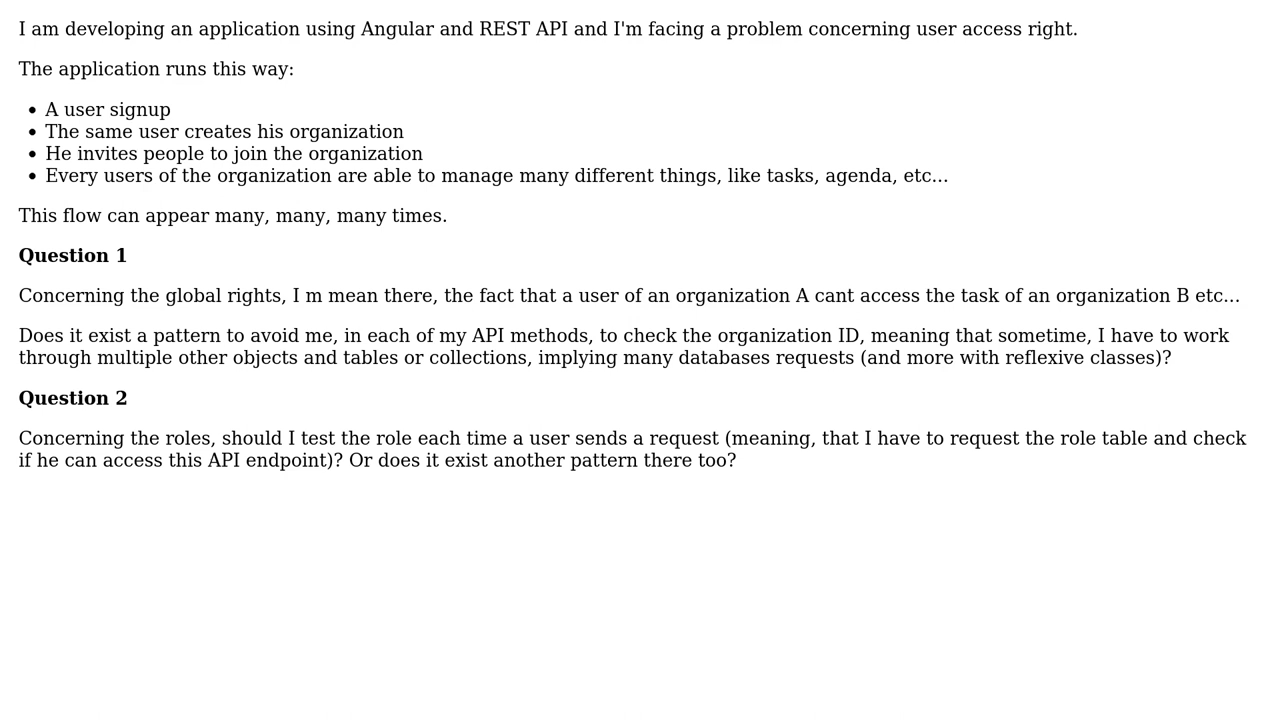 I am developing an application using Angular and REST API and I'm facing a problem concerning user access right.
The application runs this way:
• A user signup
• The same user creates his organization
• He invites people to join the organization
• Every users of the organization are able to manage many different things, like tasks, agenda, etc...
This flow can appear many, many, many times.
Question 1
Concerning the global rights, I m mean there, the fact that a user of an organization A cant access the task of an organization B etc...
Does it exist a pattern to avoid me, in each of my API methods, to check the organization ID, meaning that sometime, I have to work
through multiple other objects and tables or collections, implying many databases requests (and more with reflexive classes)?
Question 2
Concerning the roles, should I test the role each time a user sends a request (meaning, that I have to request the role table and check
if he can access this API endpoint)? Or does it exist another pattern there too?